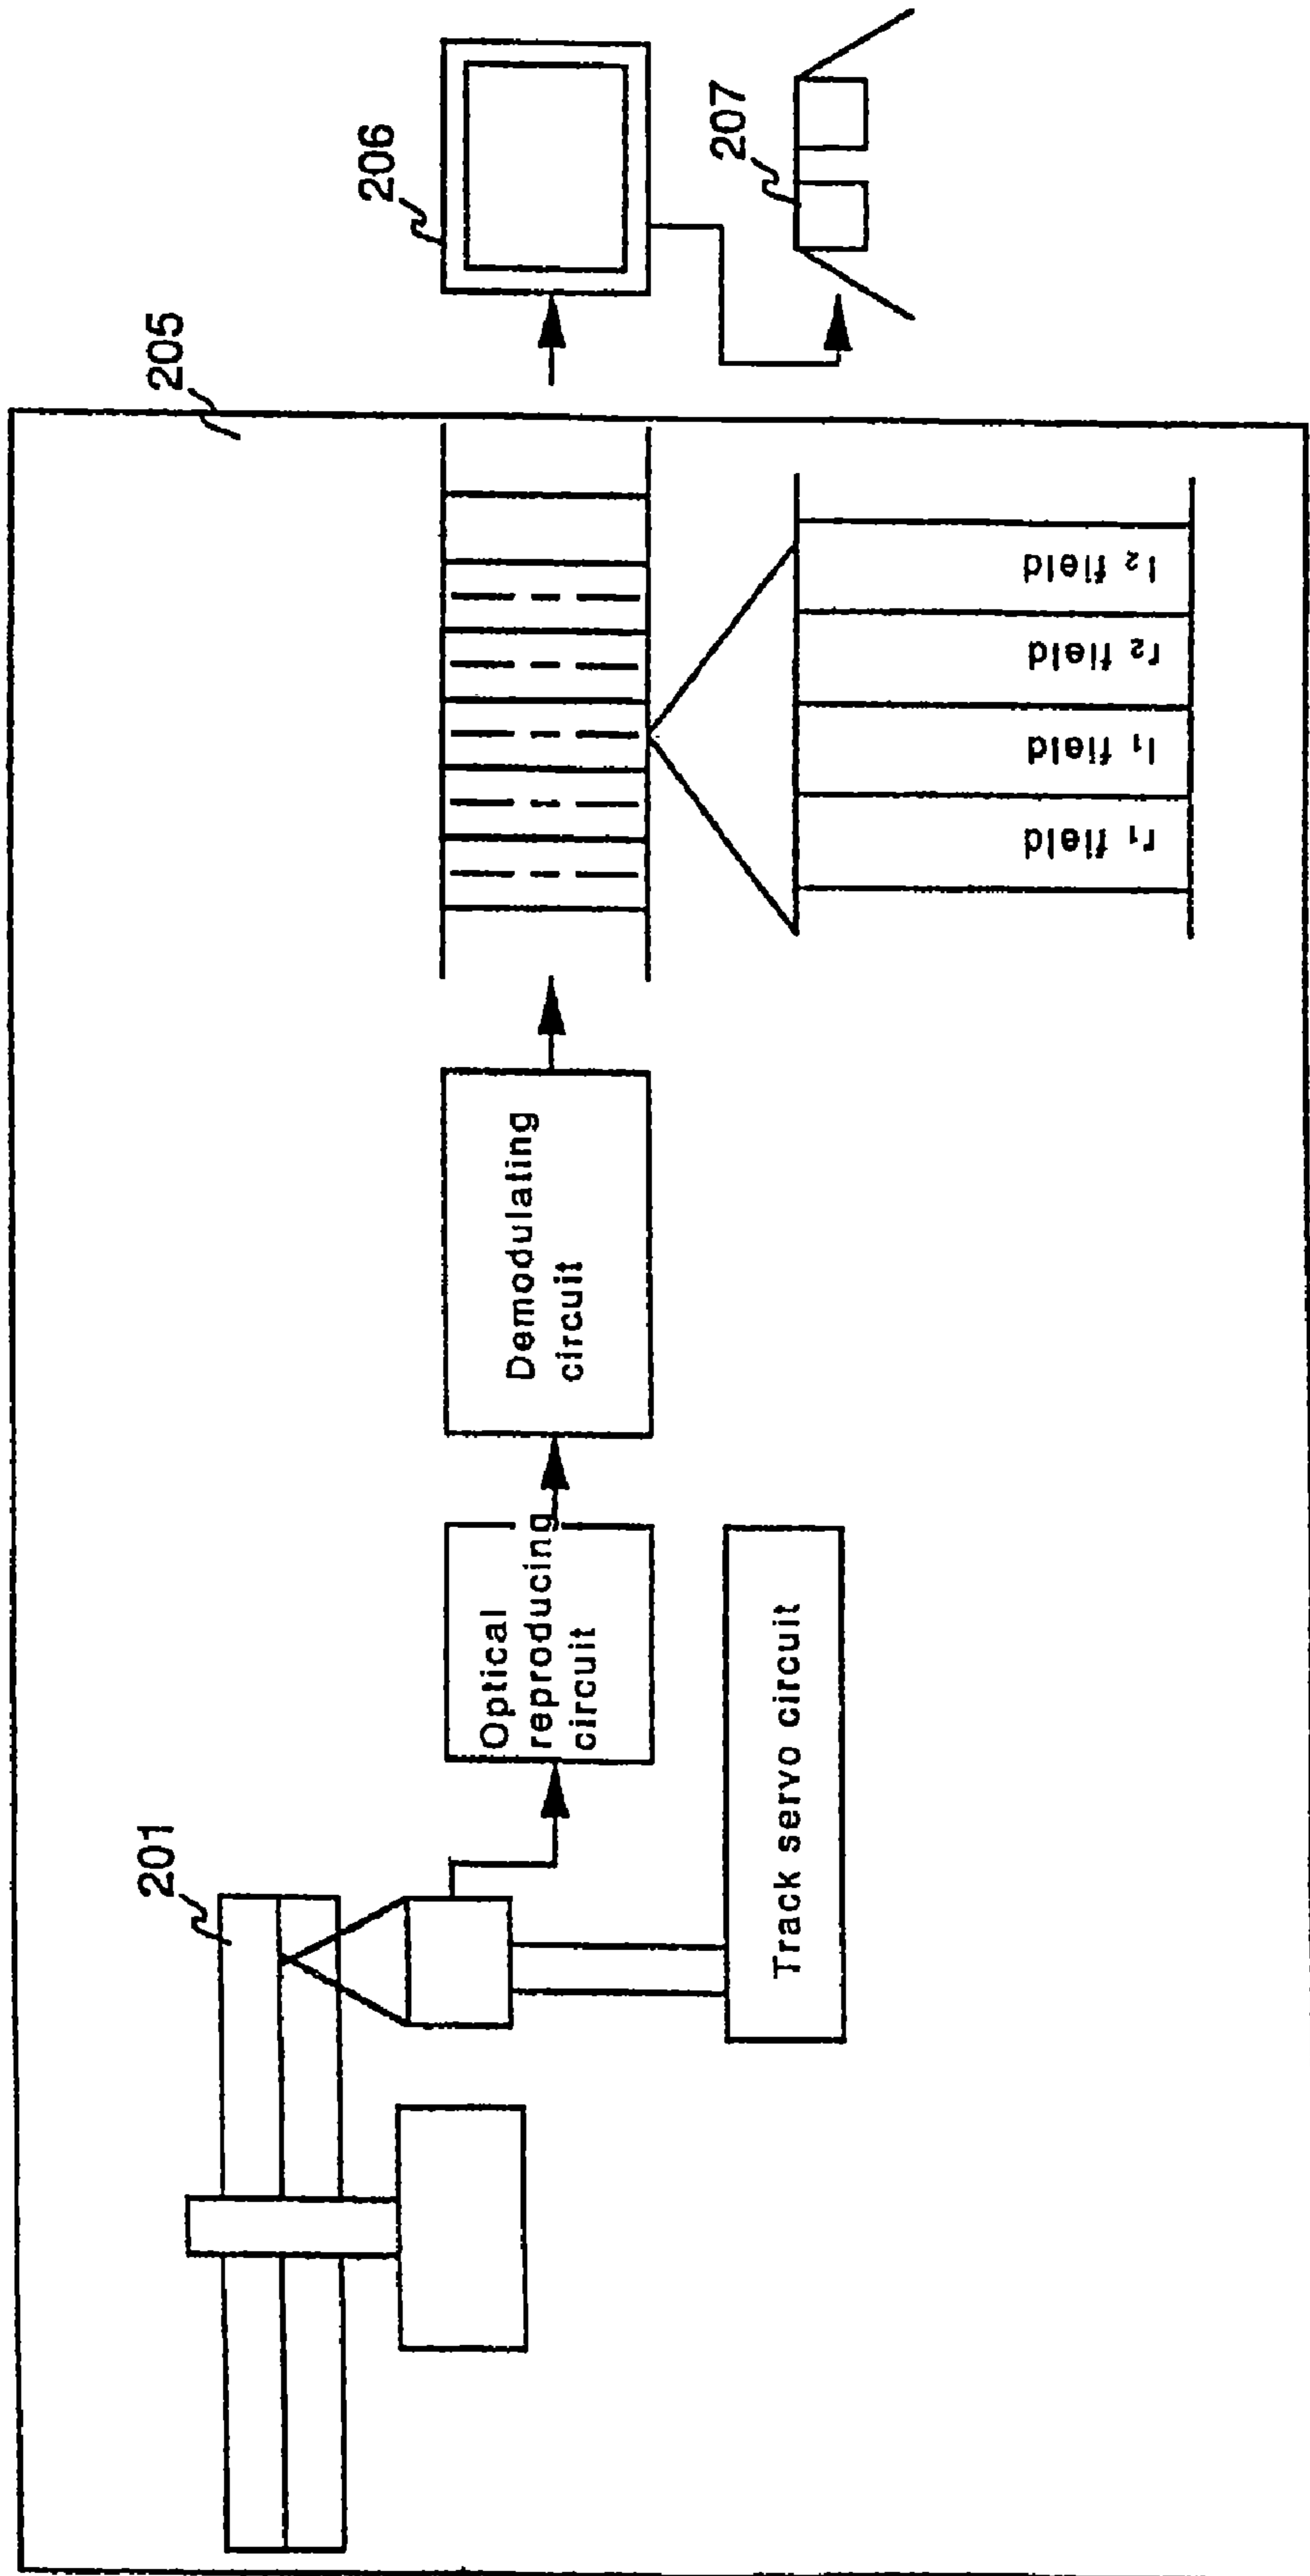 201
205
206
207
Optical
reproducing
circuit
Demodulating
circuit
Track servo circuit
r₁ field
l₁ field
r₂ field
l₂ field